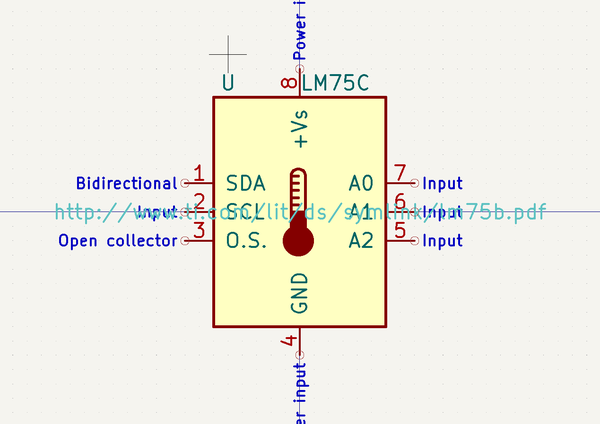 Power i
8
U
LM75C
+Vs
Bidirectional
1
SDA
A0
7
Input
Input
2
SCL
A1
6
Input
http://www.ti.com/lit/ds/symlink/lm75b.pdf
Open collector
3
O.S.
A2
5
Input
GND
4
er input